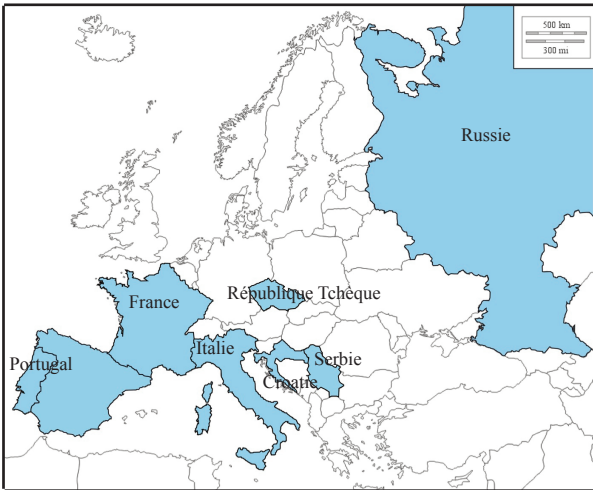 500 km
300 mi
Russie
République Tchèque
France
Italie
Serbie
Portugal
Croatie